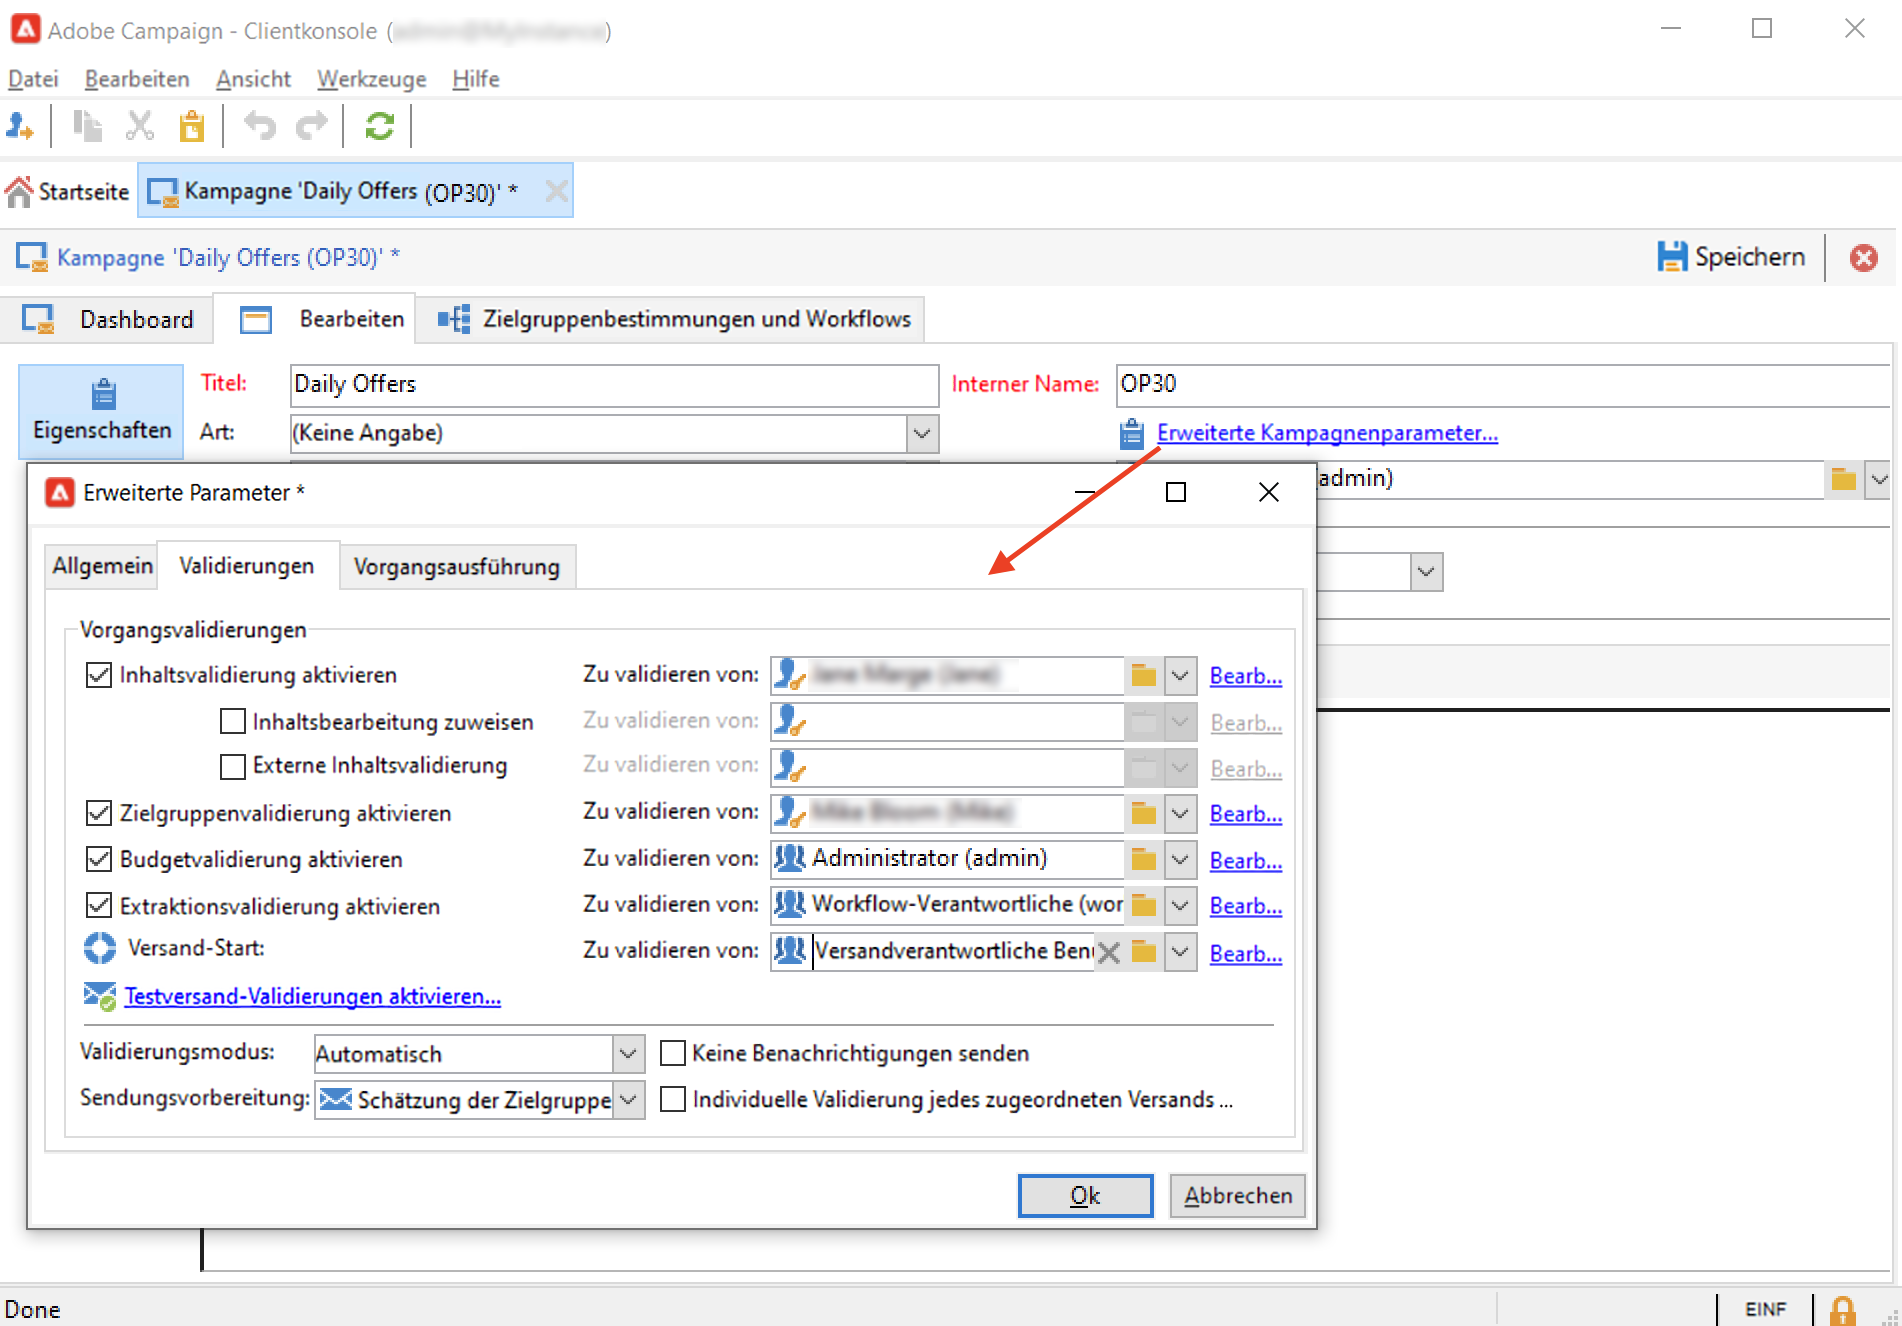 Adobe Campaign - Clientkonsole ( )
Datei Bearbeiten Ansicht Werkzeuge Hilfe
Startseite Kampagne 'Daily Offers (OP30)' *
Kampagne 'Daily Offers (OP30)' * Speichern
Dashboard Bearbeiten Zielgruppenbestimmungen und Workflows
Eigenschaften
Titel: Daily Offers Interner Name: OP30
Art: (Keine Angabe) Erweiterte Kampagnenparameter...
(admin)
Erweiterte Parameter *
Allgemein Validierungen Vorgangsausführung
Vorgangsvalidierungen
Inhaltsvalidierung aktivieren Zu validieren von: Bearb...
Inhaltsbearbeitung zuweisen Zu validieren von: Bearb...
Externe Inhaltsvalidierung Zu validieren von: Bearb...
Zielgruppenvalidierung aktivieren Zu validieren von: Bearb...
Budgetvalidierung aktivieren Zu validieren von: Administrator (admin) Bearb...
Extraktionsvalidierung aktivieren Zu validieren von: Workflow-Verantwortliche (wor Bearb...
Versand-Start: Zu validieren von: Versandverantwortliche Ben Bearb...
Testversand-Validierungen aktivieren...
Validierungsmodus: Automatisch Keine Benachrichtigungen senden
Sendungsvorbereitung: Schätzung der Zielgruppe Individuelle Validierung jedes zugeordneten Versands ...
Ok Abbrechen
Done EINF